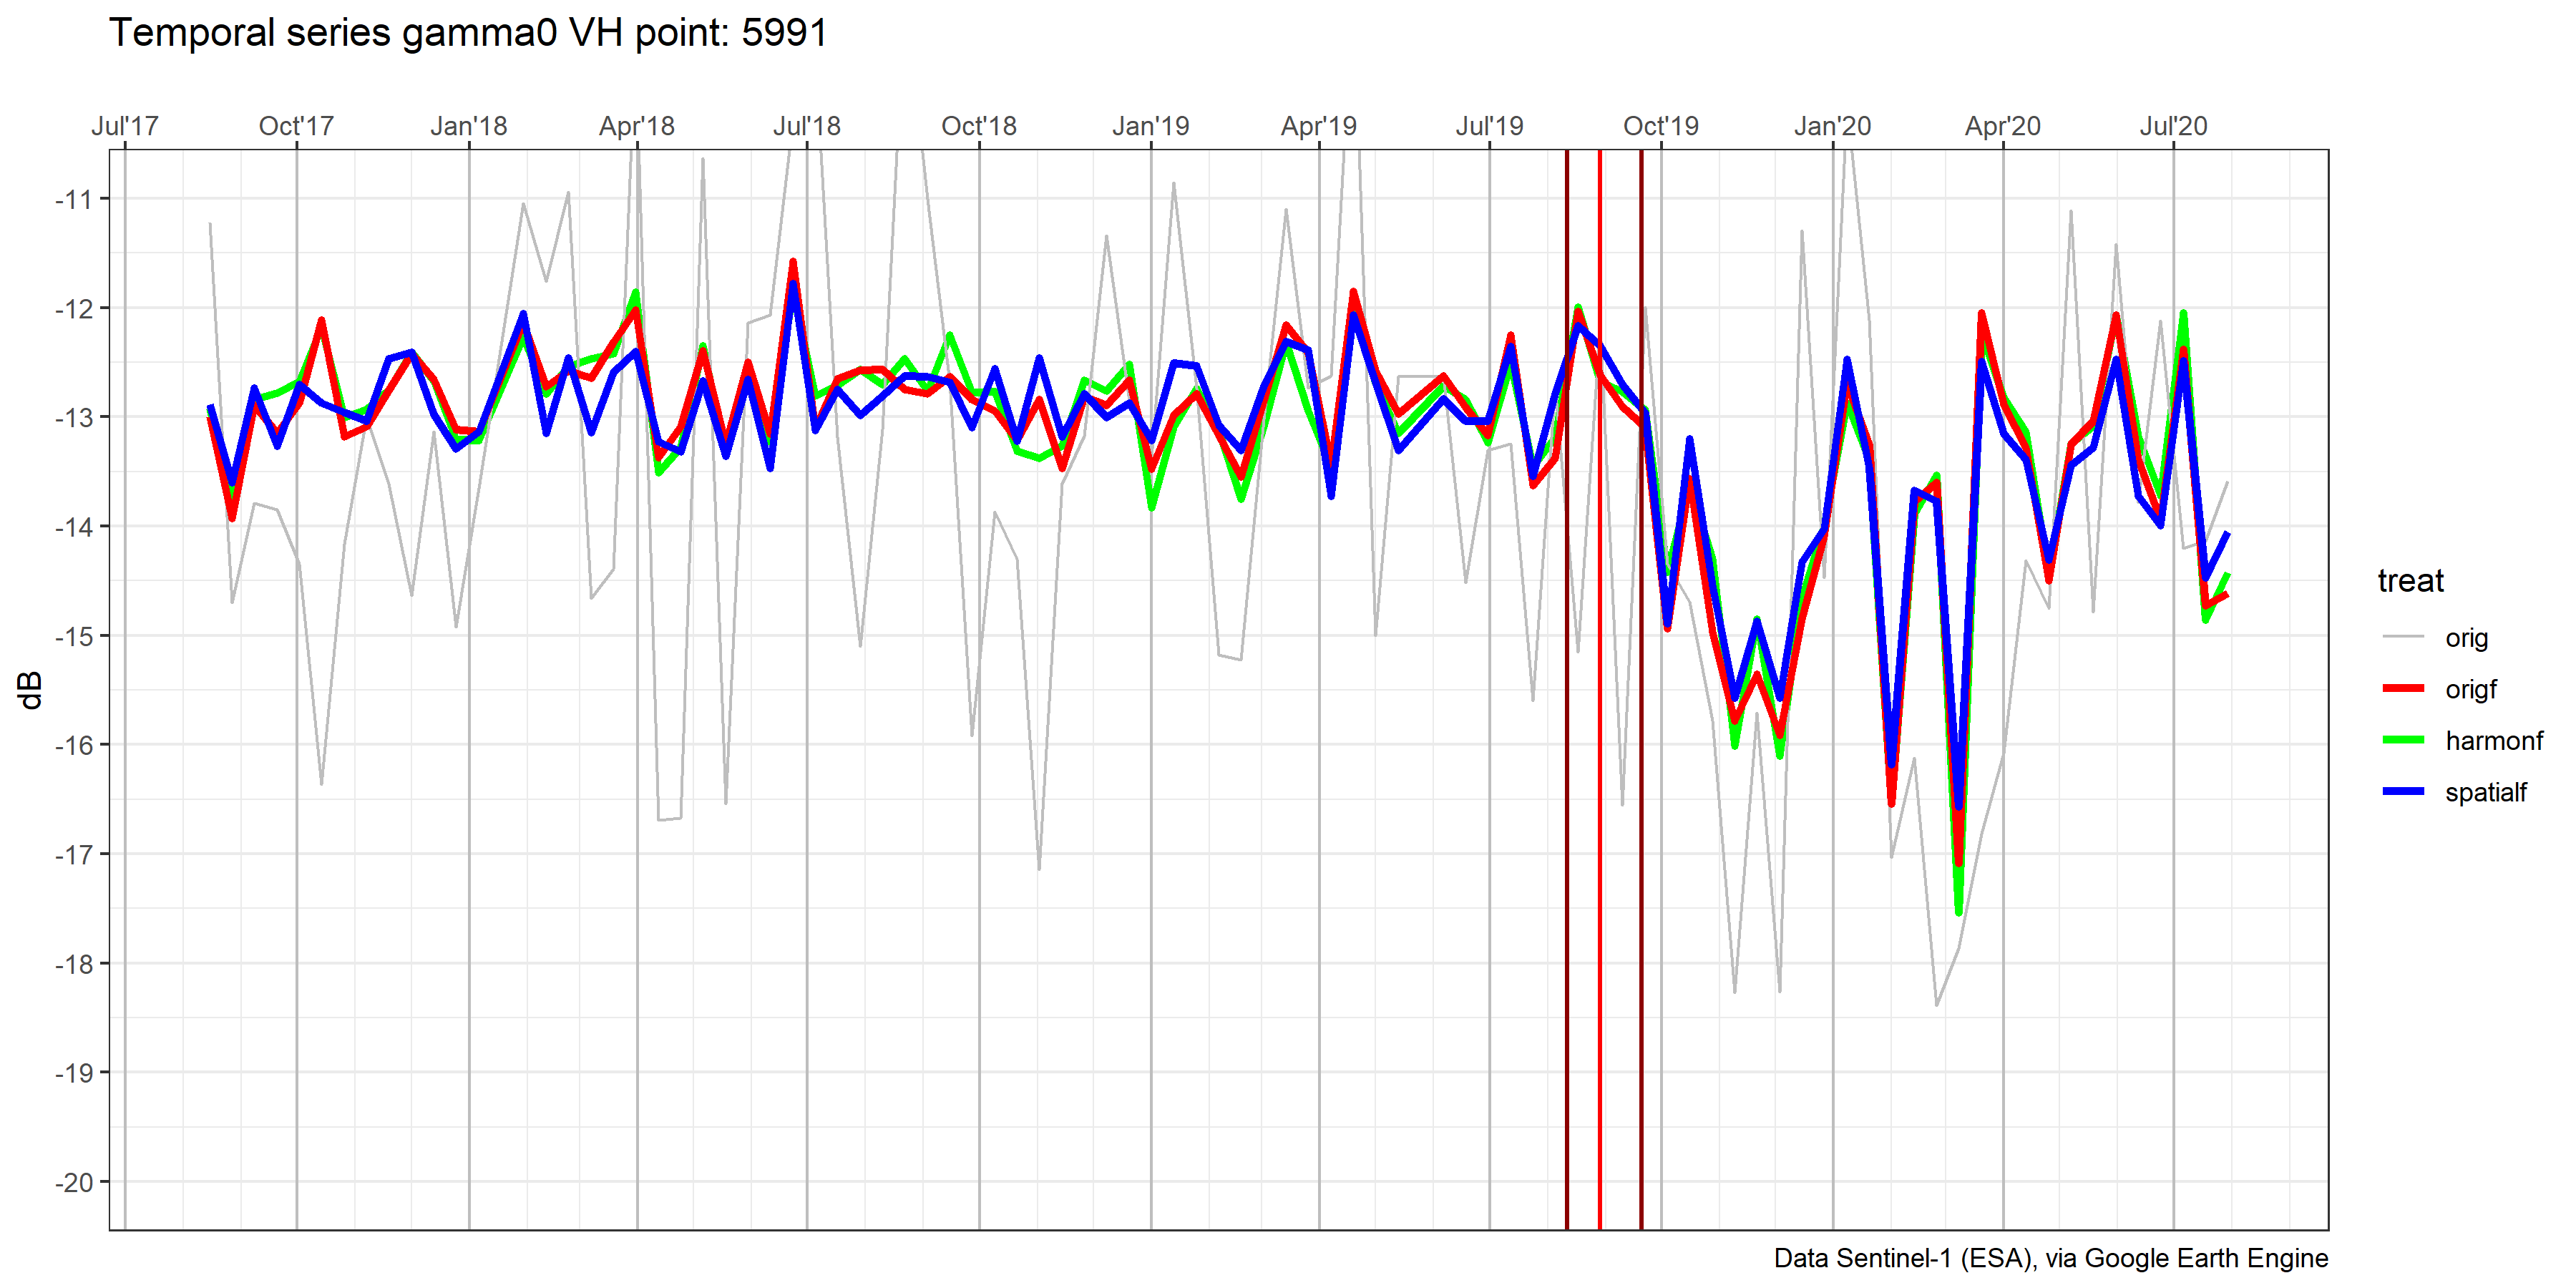 Temporal series gamma0 VH point: 5991
Jul'17 Oct'17 Jan'18 Apr'18 Jul'18 Oct'18 Jan'19 Apr'19 Jul'19 Oct'19 Jan'20 Apr'20 Jul'20
-11
-12
-13
-14
-15
-16
-17
-18
-19
-20
dB
treat
orig
origf
harmonf
spatialf
Data Sentinel-1 (ESA), via Google Earth Engine